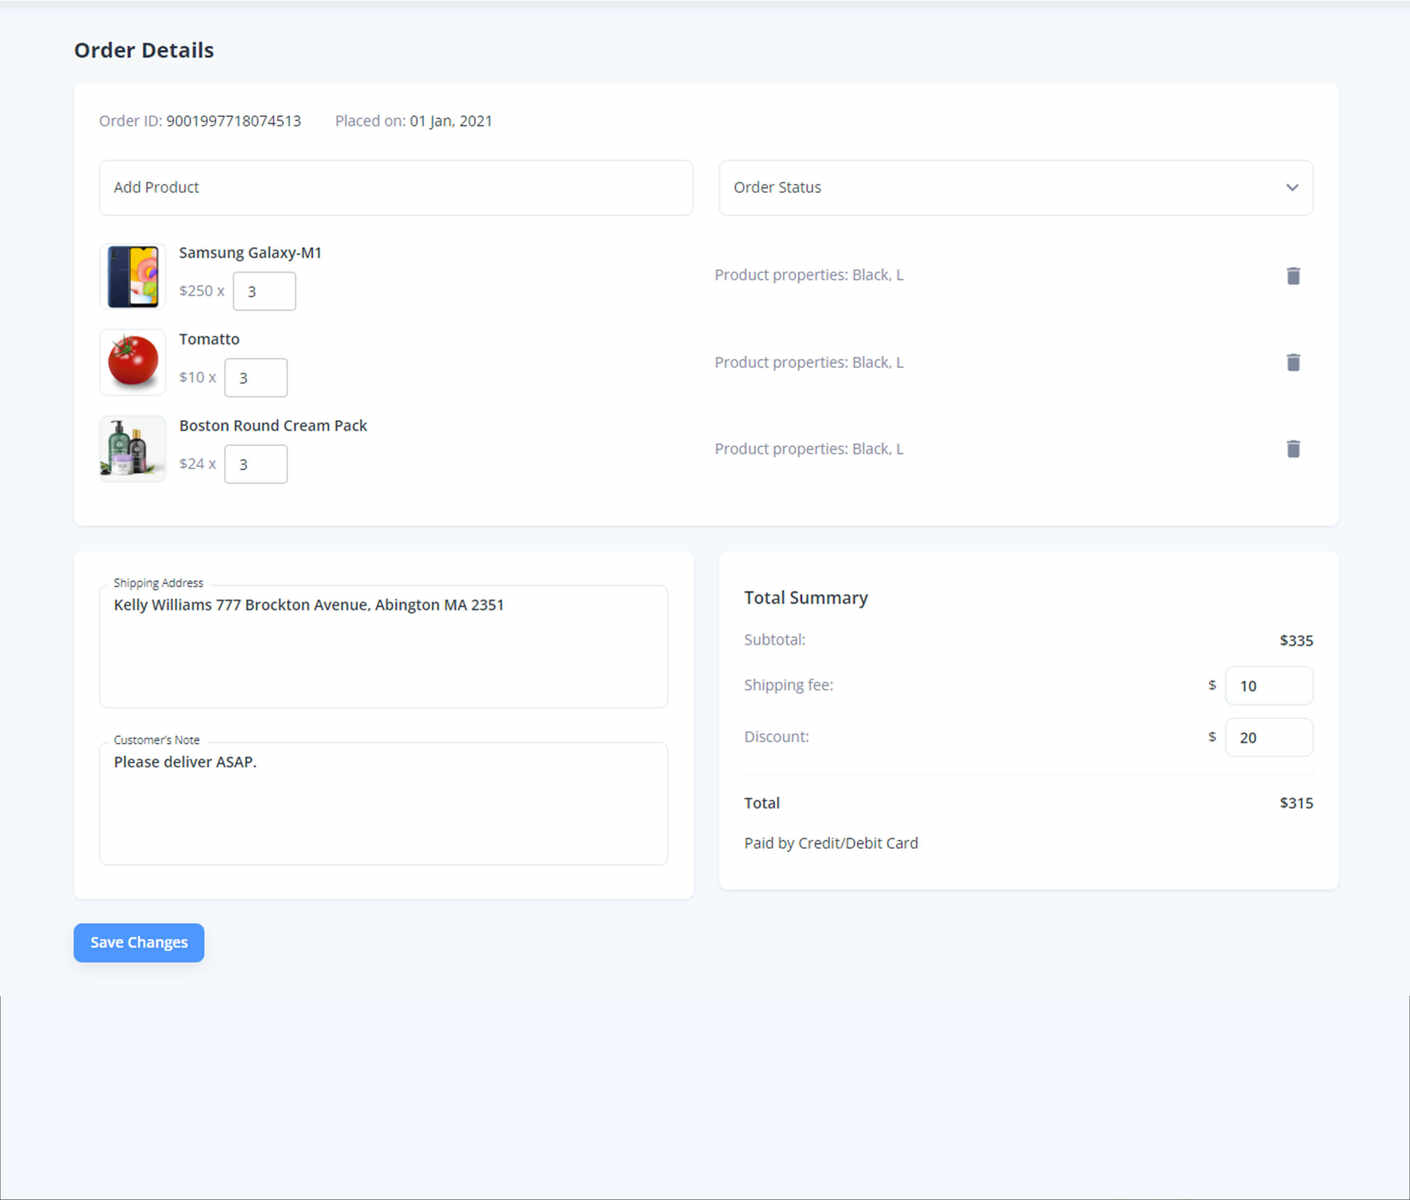 Order Details
Order ID: 9001997718074513 Placed on: 01 Jan, 2021
Add Product
Order Status
Samsung Galaxy-M1
$250 x 3
Product properties: Black, L
Tomatto
$10 x 3
Product properties: Black, L
Boston Round Cream Pack
$24 x 3
Product properties: Black, L
Shipping Address
Kelly Williams 777 Brockton Avenue, Abington MA 2351
Customer's Note
Please deliver ASAP.
Total Summary
Subtotal: $335
Shipping fee: $ 10
Discount: $ 20
Total $315
Paid by Credit/Debit Card
Save Changes